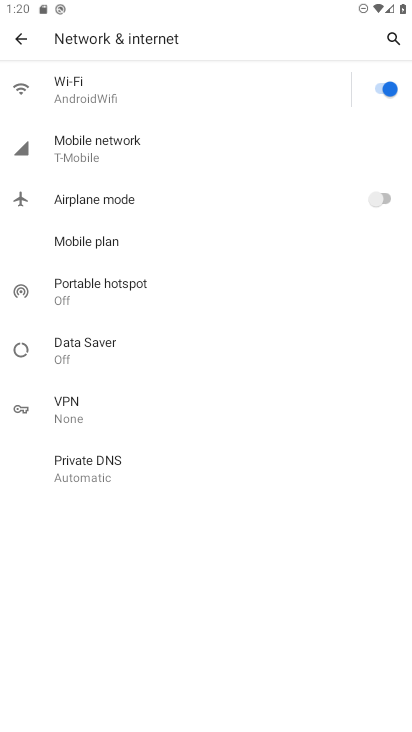 1:20
Network & internet
Wi-Fi
AndroidWifi
Mobile network
T-Mobile
Airplane mode
Mobile plan
Portable hotspot
Off
Data Saver
Off
VPN
None
Private DNS
Automatic